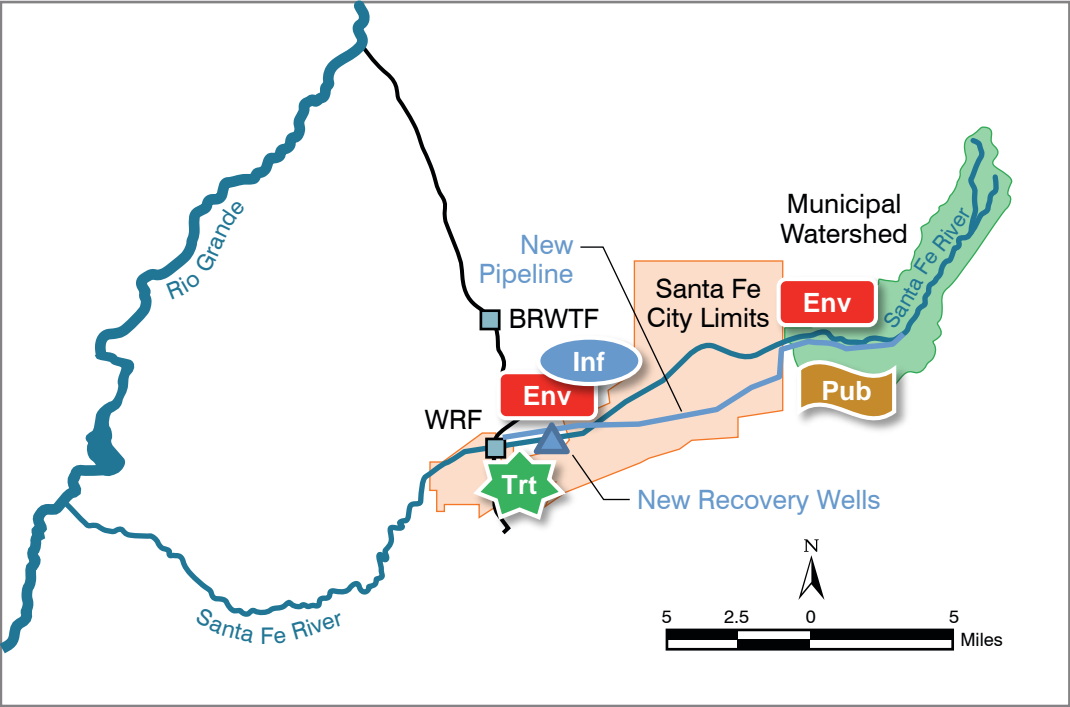 Rio Grande
New
Pipeline
BRWTF
Santa Fe
City Limits
Municipal
Watershed
Santa Fe River
Env
Inf
Env
Pub
WRF
Trt
New Recovery Wells
Santa Fe River
N
5 2.5 0 5
Miles